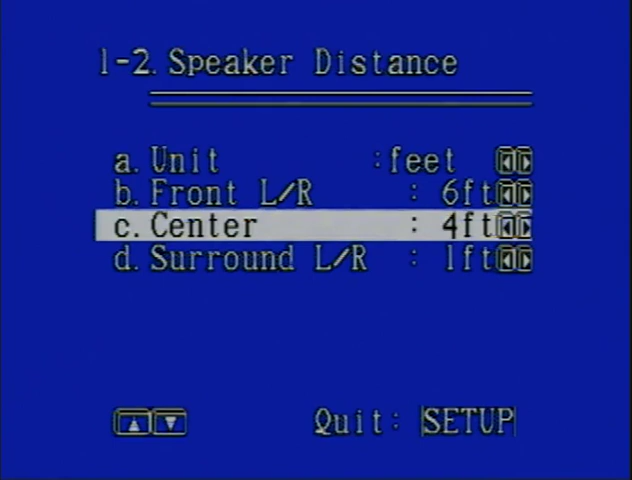 1-2. Speaker Distance
a. Unit :feet
b. Front L/R : 6ft
c. Center : 4ft
d. Surround L/R : 1ft
Quit: SETUP